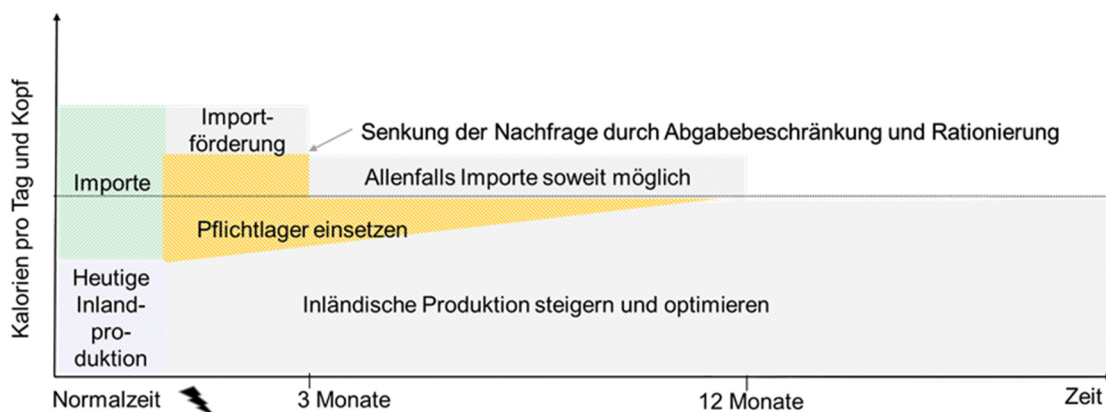 Kalorien pro Tag und Kopf
Import-
förderung
Senkung der Nachfrage durch Abgabebeschränkung und Rationierung
Importe
Allenfalls Importe soweit möglich
Pflichtlager einsetzen
Heutige
Inland-
pro-
duktion
Inländische Produktion steigern und optimieren
Normalzeit
3 Monate
12 Monate
Zeit